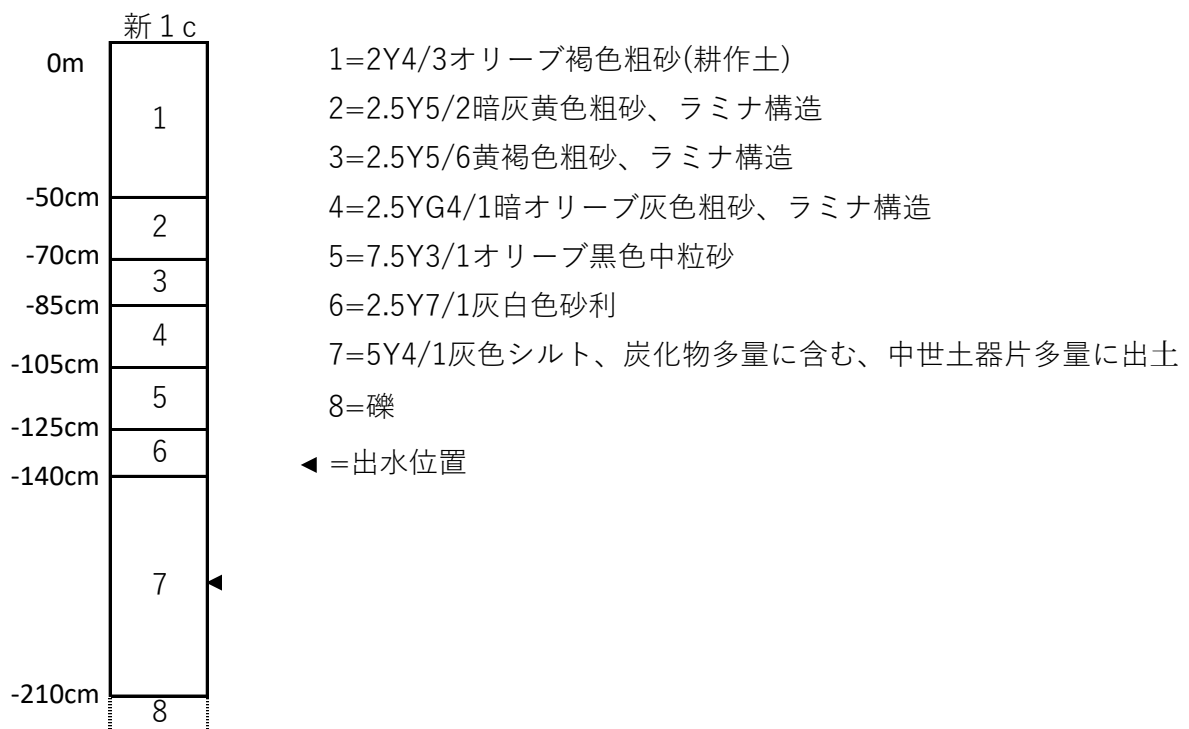 新１c
0m
1
-50cm
2
-70cm
3
-85cm
4
-105cm
5
-125cm
6
-140cm
7
-210cm
8
1=2Y4/3オリーブ褐色粗砂(耕作土)
2=2.5Y5/2暗灰黄色粗砂、ラミナ構造
3=2.5Y5/6黄褐色粗砂、ラミナ構造
4=2.5YG4/1暗オリーブ灰色粗砂、ラミナ構造
5=7.5Y3/1オリーブ黒色中粒砂
6=2.5Y7/1灰白色砂利
7=5Y4/1灰色シルト、炭化物多量に含む、中世土器片多量に出土
8=礫
◄ =出水位置